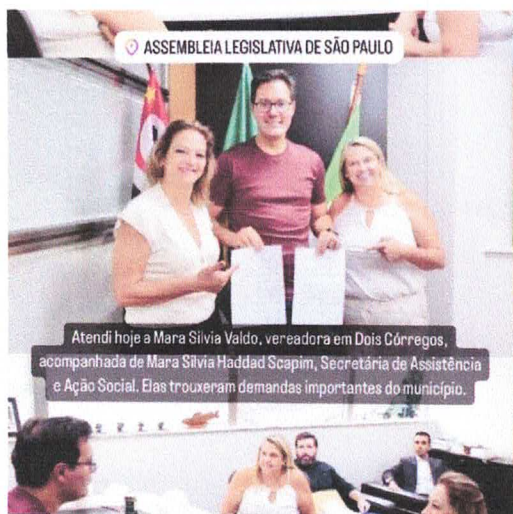 ASSEMBLEIA LEGISLATIVA DE SÃO PAULO
Atendi hoje a Mara Silvia Valdo, vereadora em Dois Córregos,
acompanhada de Mara Silvia Haddad Scapim, Secretária de Assistência
e Ação Social. Elas trouxeram demandas importantes do município.